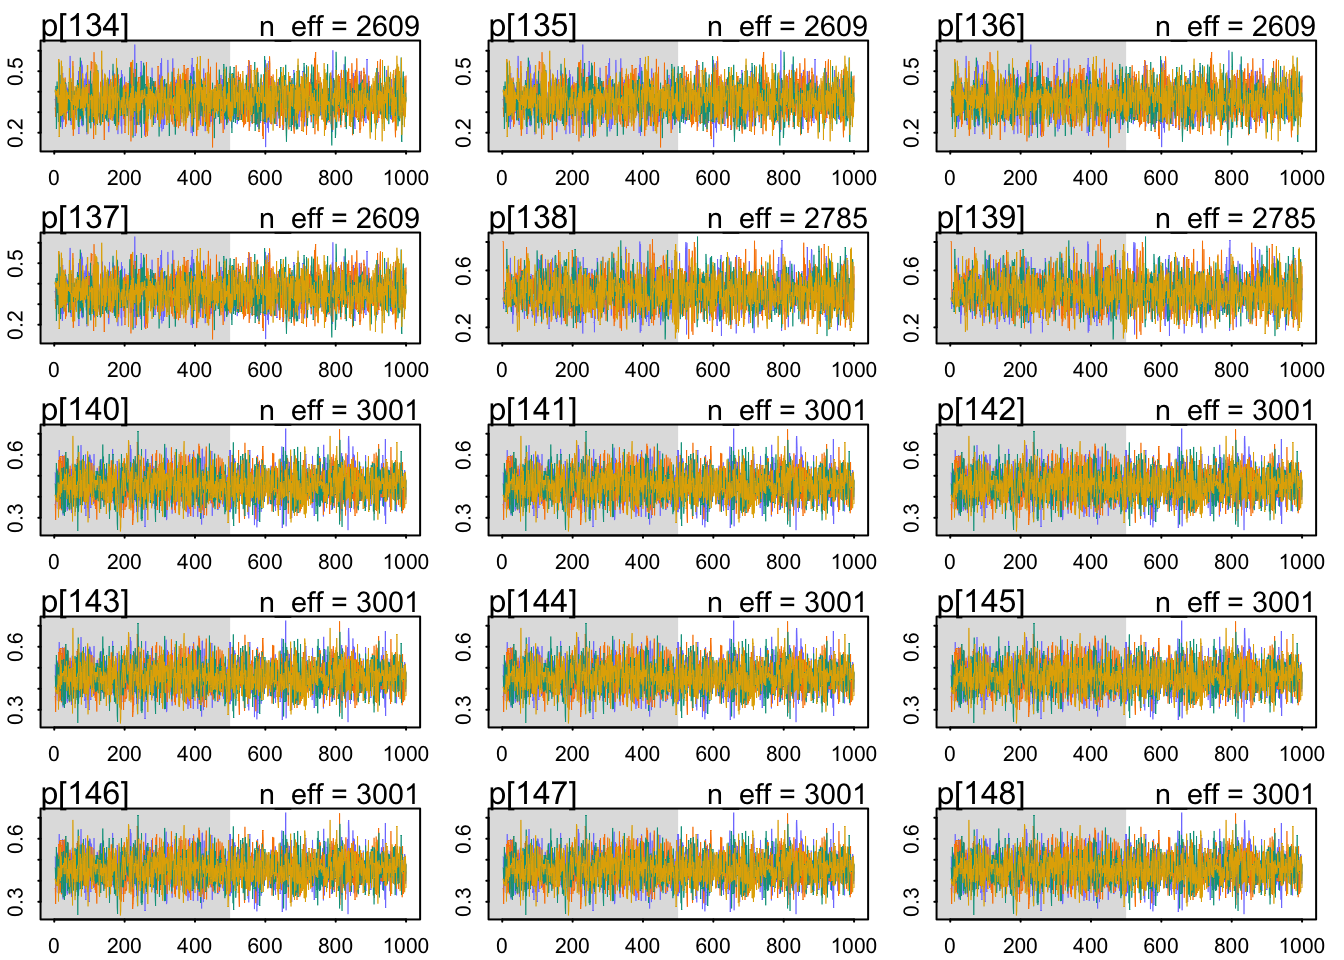 p[134] n_eff = 2609 p[135] n_eff = 2609 p[136] n_eff = 2609
0.5 0.5 0.5
0.2 0.2 0.2
0 200 400 600 800 1000 0 200 400 600 800 1000 0 200 400 600 800 1000
p[137] n_eff = 2609 p[138] n_eff = 2785 p[139] n_eff = 2785
0.5 0.6 0.6
0.2 0.2 0.2
0 200 400 600 800 1000 0 200 400 600 800 1000 0 200 400 600 800 1000
p[140] n_eff = 3001 p[141] n_eff = 3001 p[142] n_eff = 3001
0.6 0.6 0.6
0.3 0.3 0.3
0 200 400 600 800 1000 0 200 400 600 800 1000 0 200 400 600 800 1000
p[143] n_eff = 3001 p[144] n_eff = 3001 p[145] n_eff = 3001
0.6 0.6 0.6
0.3 0.3 0.3
0 200 400 600 800 1000 0 200 400 600 800 1000 0 200 400 600 800 1000
p[146] n_eff = 3001 p[147] n_eff = 3001 p[148] n_eff = 3001
0.6 0.6 0.6
0.3 0.3 0.3
0 200 400 600 800 1000 0 200 400 600 800 1000 0 200 400 600 800 1000